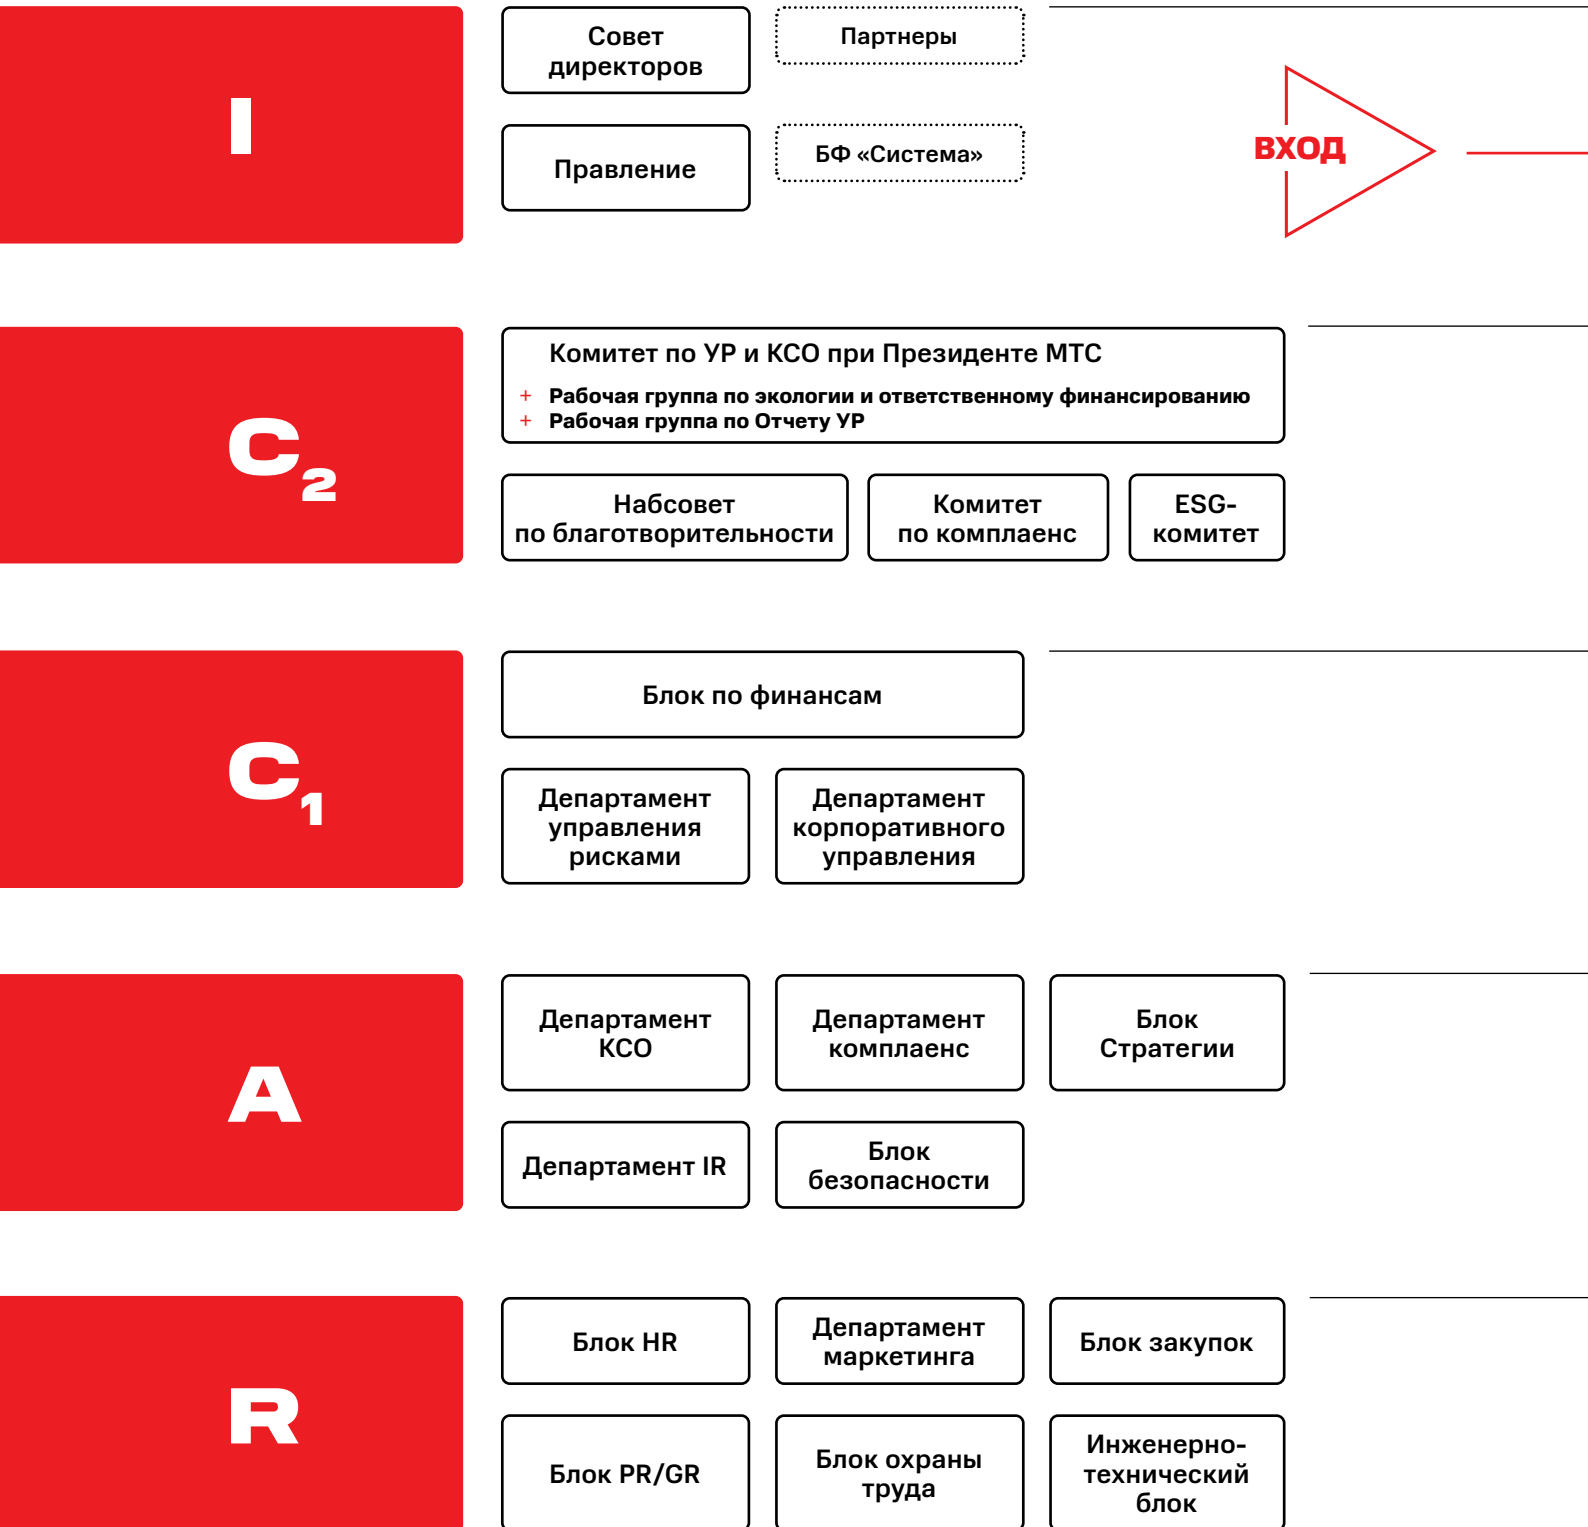 I
Совет
директоров
Партнеры
Правление
БФ «Система»
ВХОД
C2
Комитет по УР и КСО при Президенте МТС
+ Рабочая группа по экологии и ответственному финансированию
+ Рабочая группа по Отчету УР
Набсовет
по благотворительности
Комитет
по комплаенс
ESG-
комитет
C1
Блок по финансам
Департамент
управления
рисками
Департамент
корпоративного
управления
A
Департамент
КСО
Департамент
комплаенс
Блок
Стратегии
Департамент IR
Блок
безопасности
R
Блок HR
Департамент
маркетинга
Блок закупок
Блок PR/GR
Блок охраны
труда
Инженерно-
технический
блок